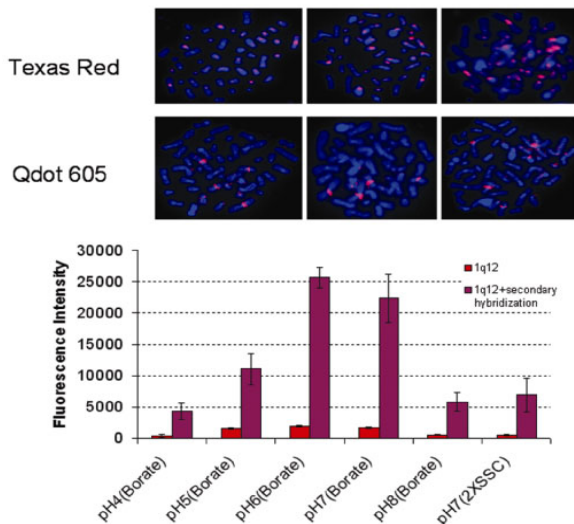 Texas Red
Qdot 605
30000
25000
20000
15000
10000
5000
0
Fluorescence Intensity
1q12
1q12+secondary
hybridization
pH4(Borate)
pH5(Borate)
pH6(Borate)
pH7(Borate)
pH8(Borate)
pH7(2XSSC)